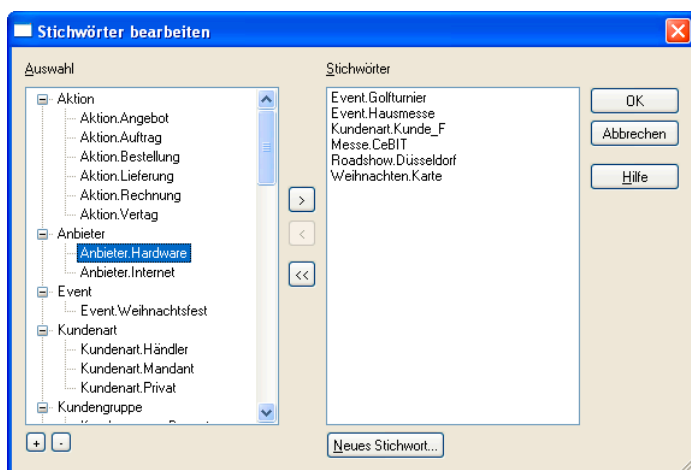 Stichwörter bearbeiten
Auswahl
Aktion
Aktion.Angebot
Aktion.Auftrag
Aktion.Bestellung
Aktion.Lieferung
Aktion.Rechnung
Aktion.Vertag
Anbieter
Anbieter.Hardware
Anbieter.Internet
Event
Event.Weihnachtsfest
Kundenart
Kundenart.Händler
Kundenart.Mandant
Kundenart.Privat
Kundengruppe
+ -
>
<
<<
Stichwörter
Event.Golfturnier
Event.Hausmesse
Kundenart.Kunde_F
Messe.CeBIT
Roadshow.Düsseldorf
Weihnachten.Karte
Neues Stichwort...
OK
Abbrechen
Hilfe